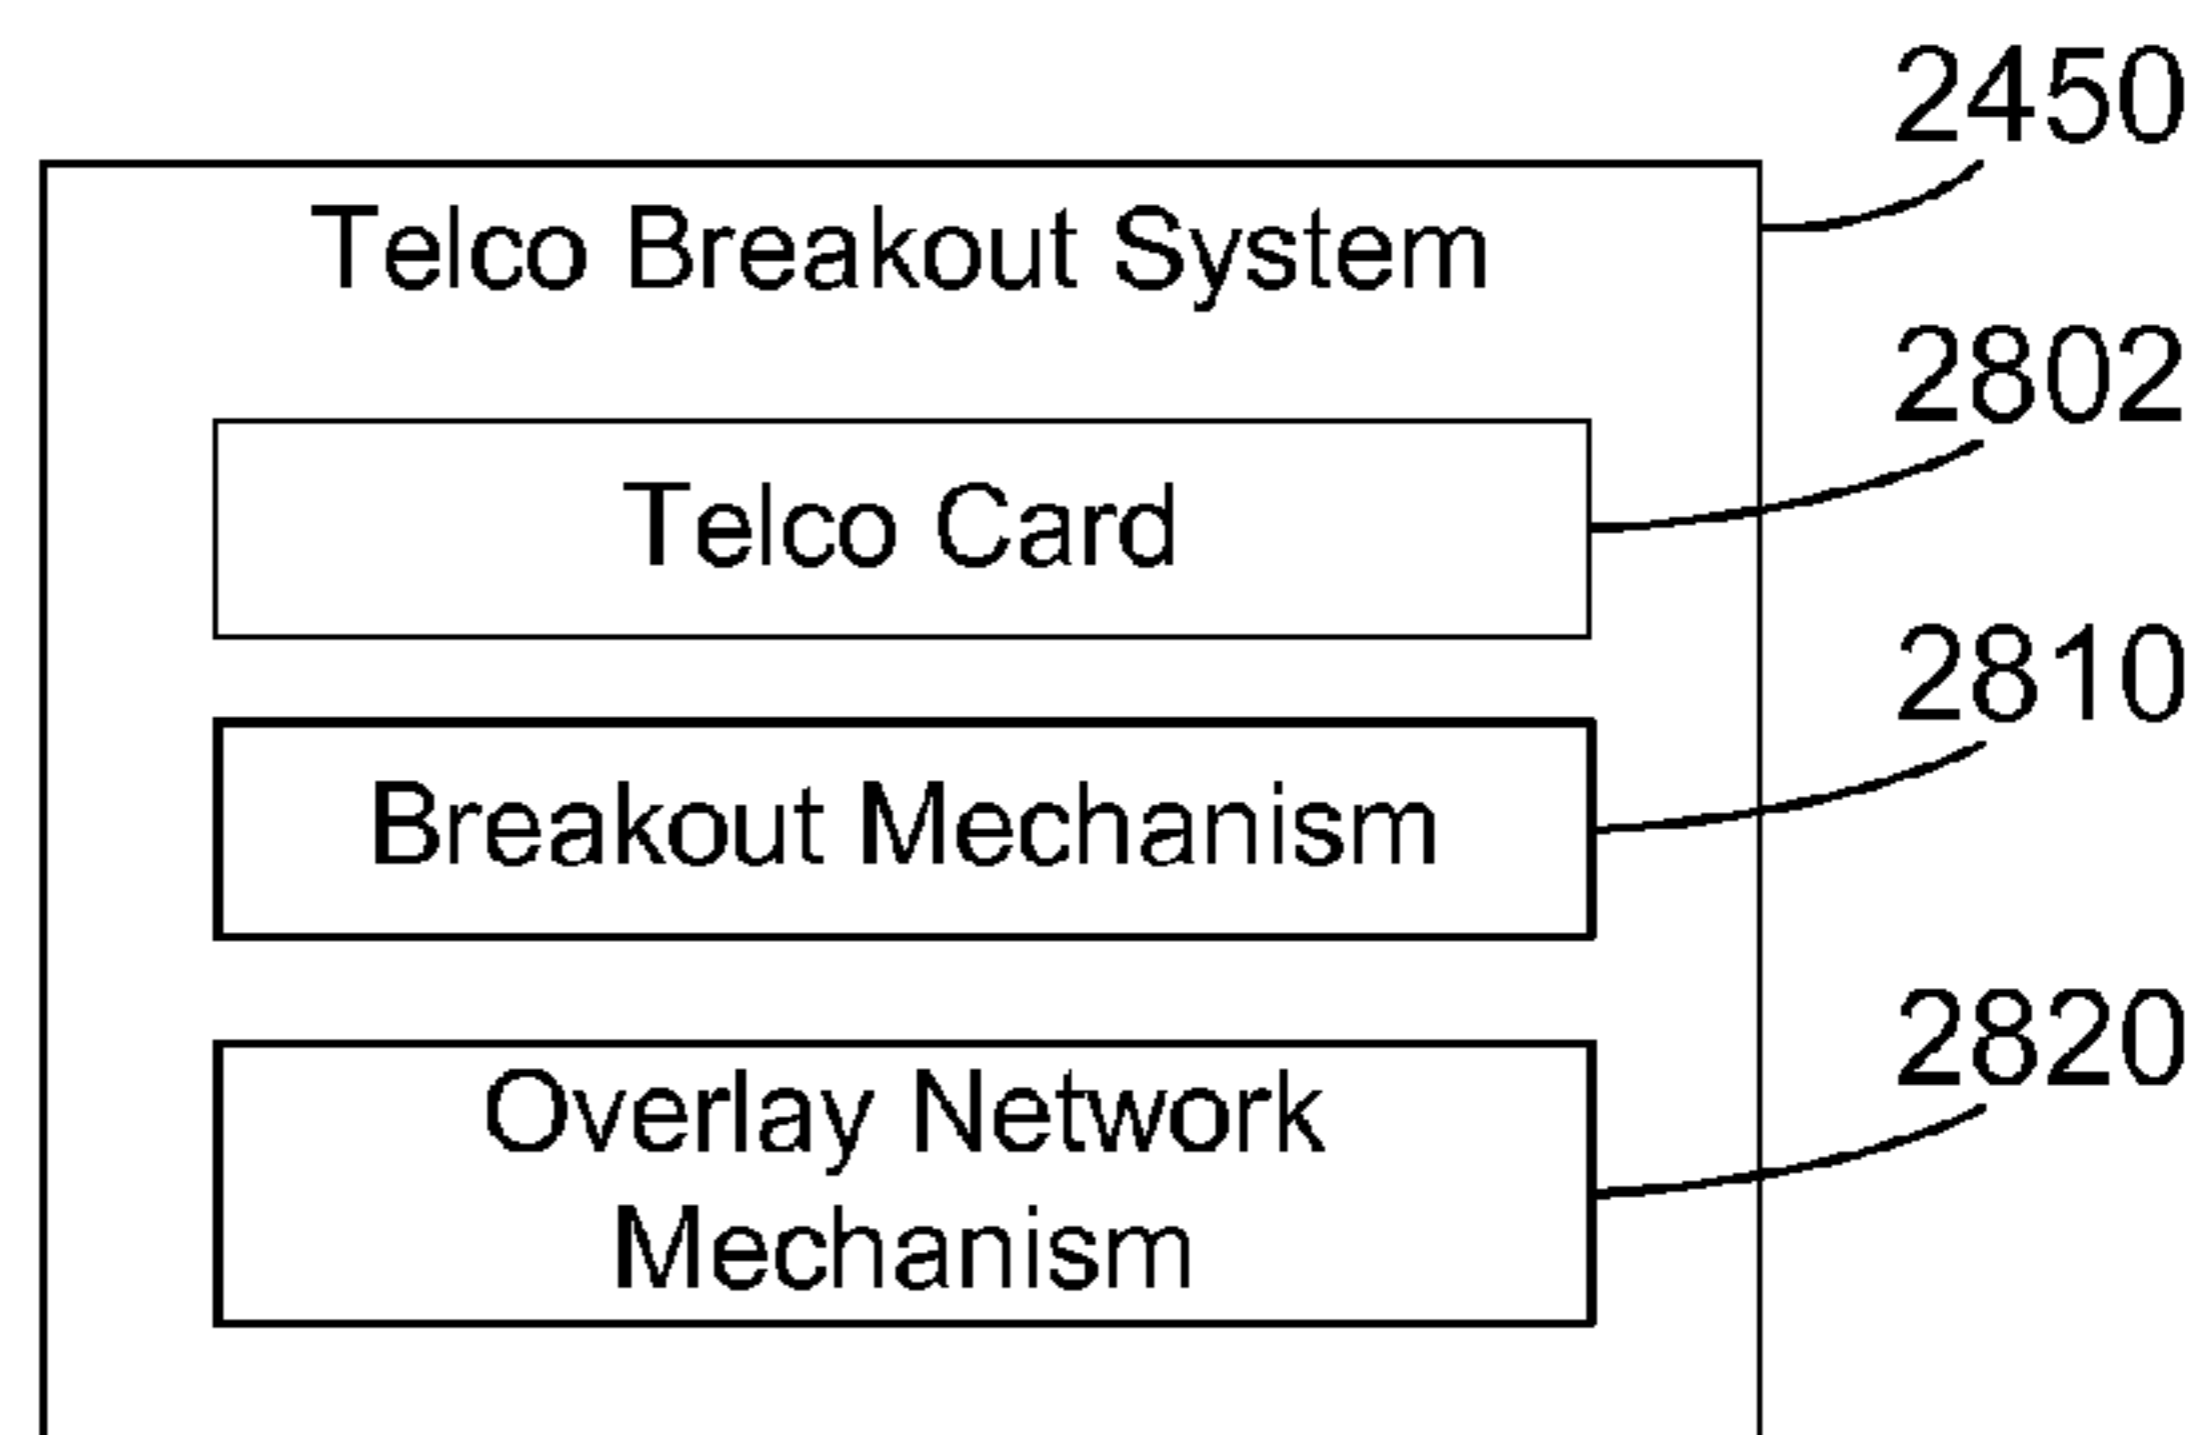 2450
Telco Breakout System
2802
Telco Card
2810
Breakout Mechanism
2820
Overlay Network
Mechanism